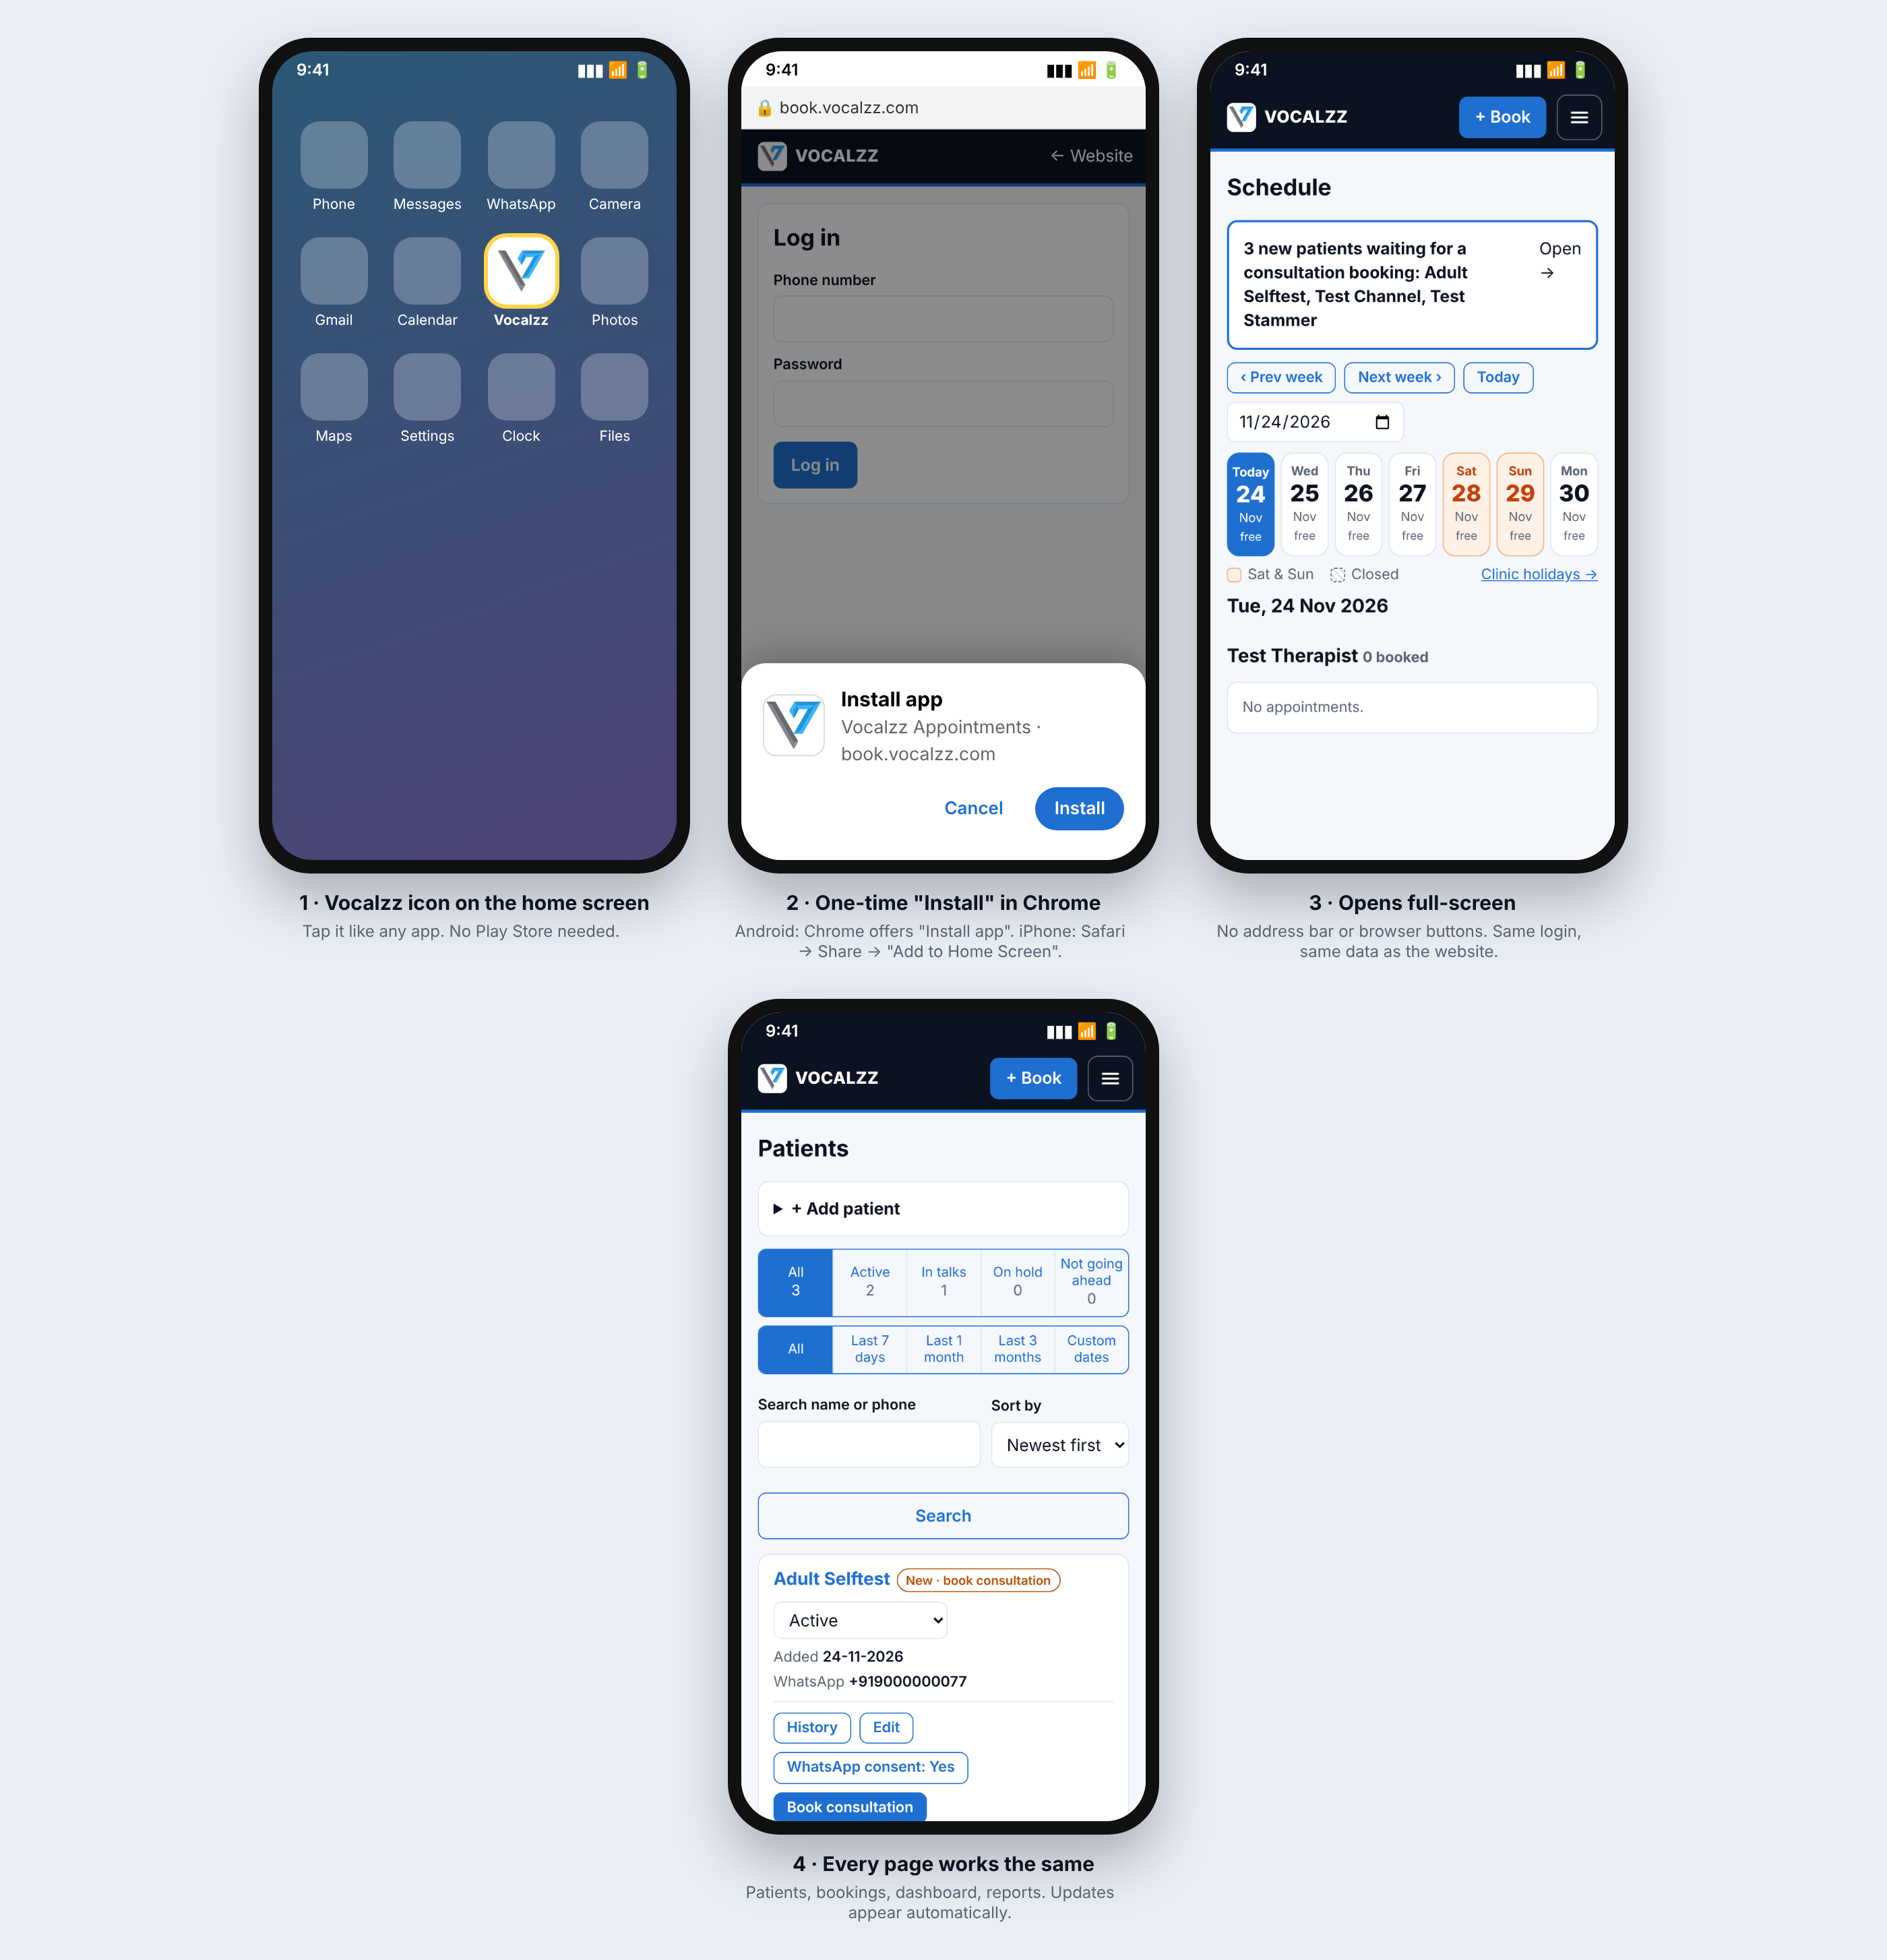 9:41
Phone Messages WhatsApp Camera
Gmail Calendar Vocalzz Photos
Maps Settings Clock Files
1 · Vocalzz icon on the home screen
Tap it like any app. No Play Store needed.
9:41
book.vocalzz.com
VOCALZZ ← Website
Log in
Phone number
Password
Log in
Install app
Vocalzz Appointments ·
book.vocalzz.com
Cancel Install
2 · One-time "Install" in Chrome
Android: Chrome offers "Install app". iPhone: Safari
→ Share → "Add to Home Screen".
9:41
VOCALZZ + Book
Schedule
3 new patients waiting for a Open
consultation booking: Adult →
Selftest, Test Channel, Test
Stammer
‹ Prev week Next week › Today
11/24/2026
Today Wed Thu Fri Sat Sun Mon
24 25 26 27 28 29 30
Nov Nov Nov Nov Nov Nov Nov
free free free free free free free
Sat & Sun Closed Clinic holidays →
Tue, 24 Nov 2026
Test Therapist 0 booked
No appointments.
3 · Opens full-screen
No address bar or browser buttons. Same login,
same data as the website.
9:41
VOCALZZ + Book
Patients
▶ + Add patient
All Active In talks On hold Not going ahead
3 2 1 0 0
All Last 7 days Last 1 month Last 3 months Custom dates
Search name or phone Sort by
Newest first
Search
Adult Selftest New · book consultation
Active
Added 24-11-2026
WhatsApp +919000000077
History Edit
WhatsApp consent: Yes
Book consultation
4 · Every page works the same
Patients, bookings, dashboard, reports. Updates
appear automatically.